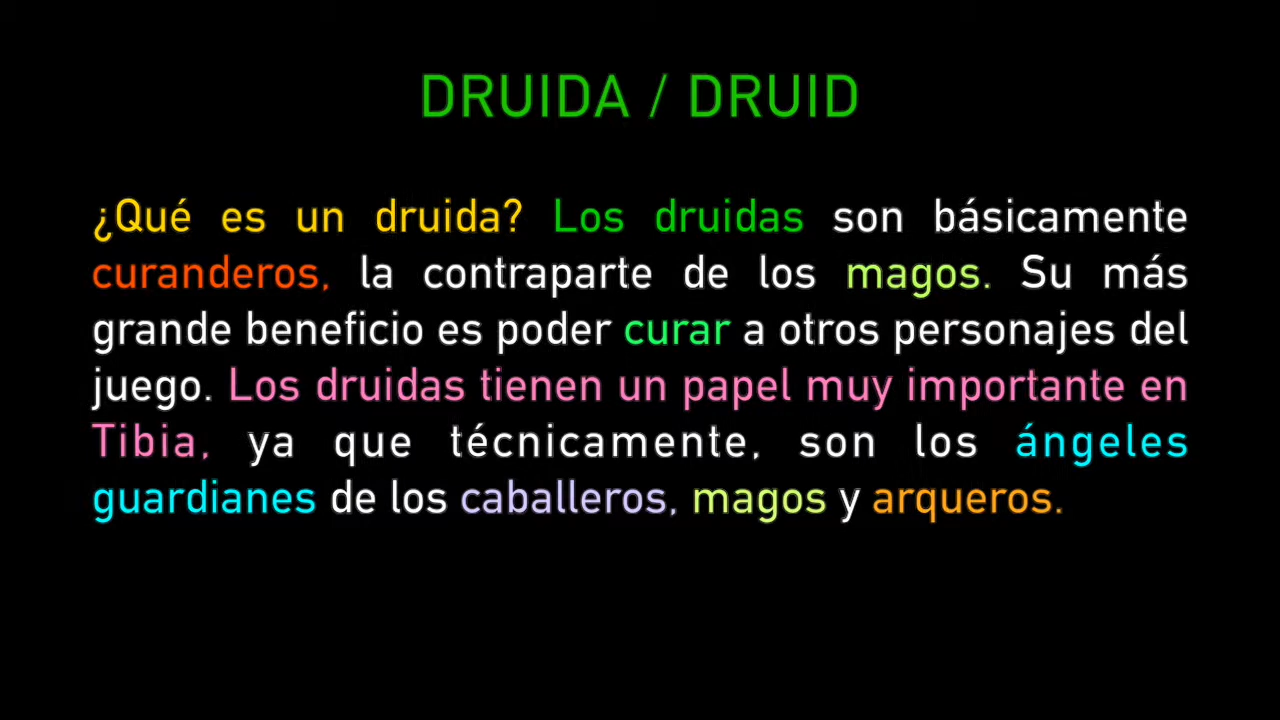 DRUIDA / DRUID
¿Qué es un druida? Los druidas son básicamente
curanderos, la contraparte de los magos. Su más
grande beneficio es poder curar a otros personajes del
juego. Los druidas tienen un papel muy importante en
Tibia, ya que técnicamente, son los ángeles
guardianes de los caballeros, magos y arqueros.